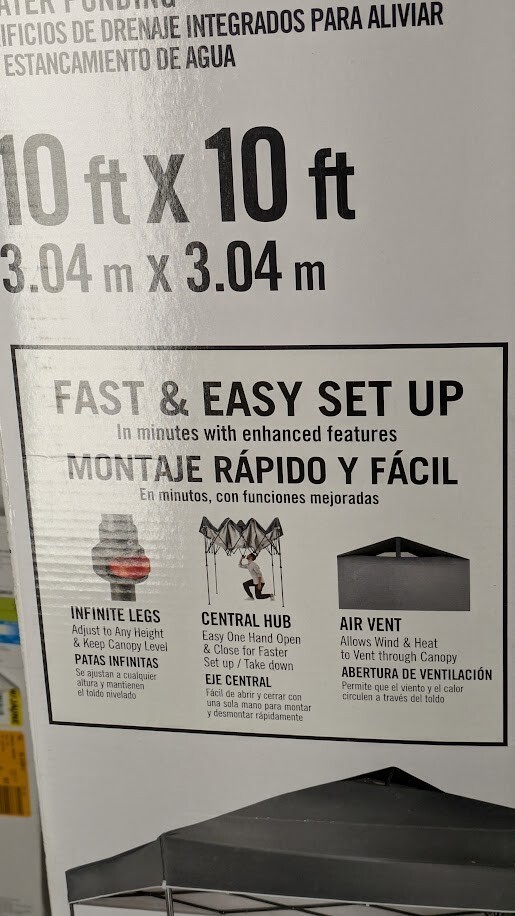 ORIFICIOS DE DRENAJE INTEGRADOS PARA ALIVIAR
ESTANCAMIENTO DE AGUA
10 ft X 10 ft
3.04 m X 3.04 m
FAST & EASY SET UP
In minutes with enhanced features
MONTAJE RÁPIDO Y FÁCIL
En minutos, con funciones mejoradas
INFINITE LEGS
Adjust to Any Height
& Keep Canopy Level
PATAS INFINITAS
Se ajustan a cualquier
altura y mantienen
el toldo nivelado
CENTRAL HUB
Easy One Hand Open
& Close for Faster
Set up / Take down
EJE CENTRAL
Fácil de abrir y cerrar con
una sola mano para montar
y desmontar rápidamente
AIR VENT
Allows Wind & Heat
to Vent through Canopy
ABERTURA DE VENTILACIÓN
Permite que el viento y el calor
circulen a través del toldo